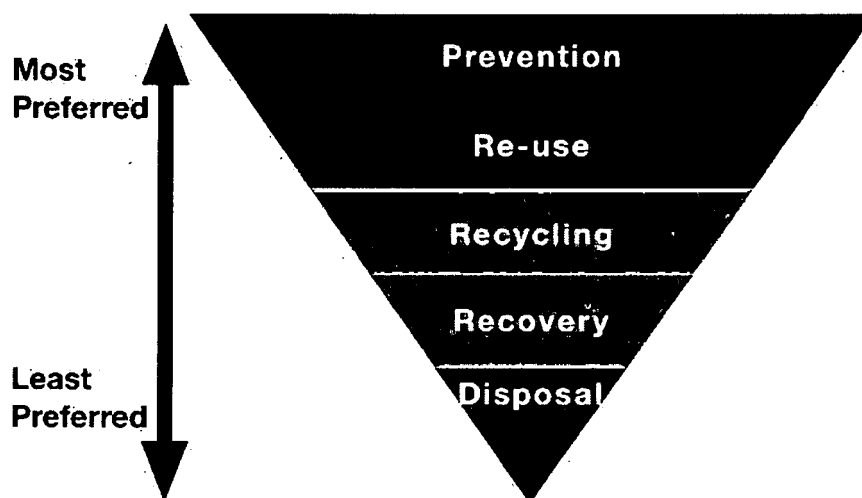 Most
Preferred
Prevention
Re-use
Recycling
Recovery
Disposal
Least
Preferred